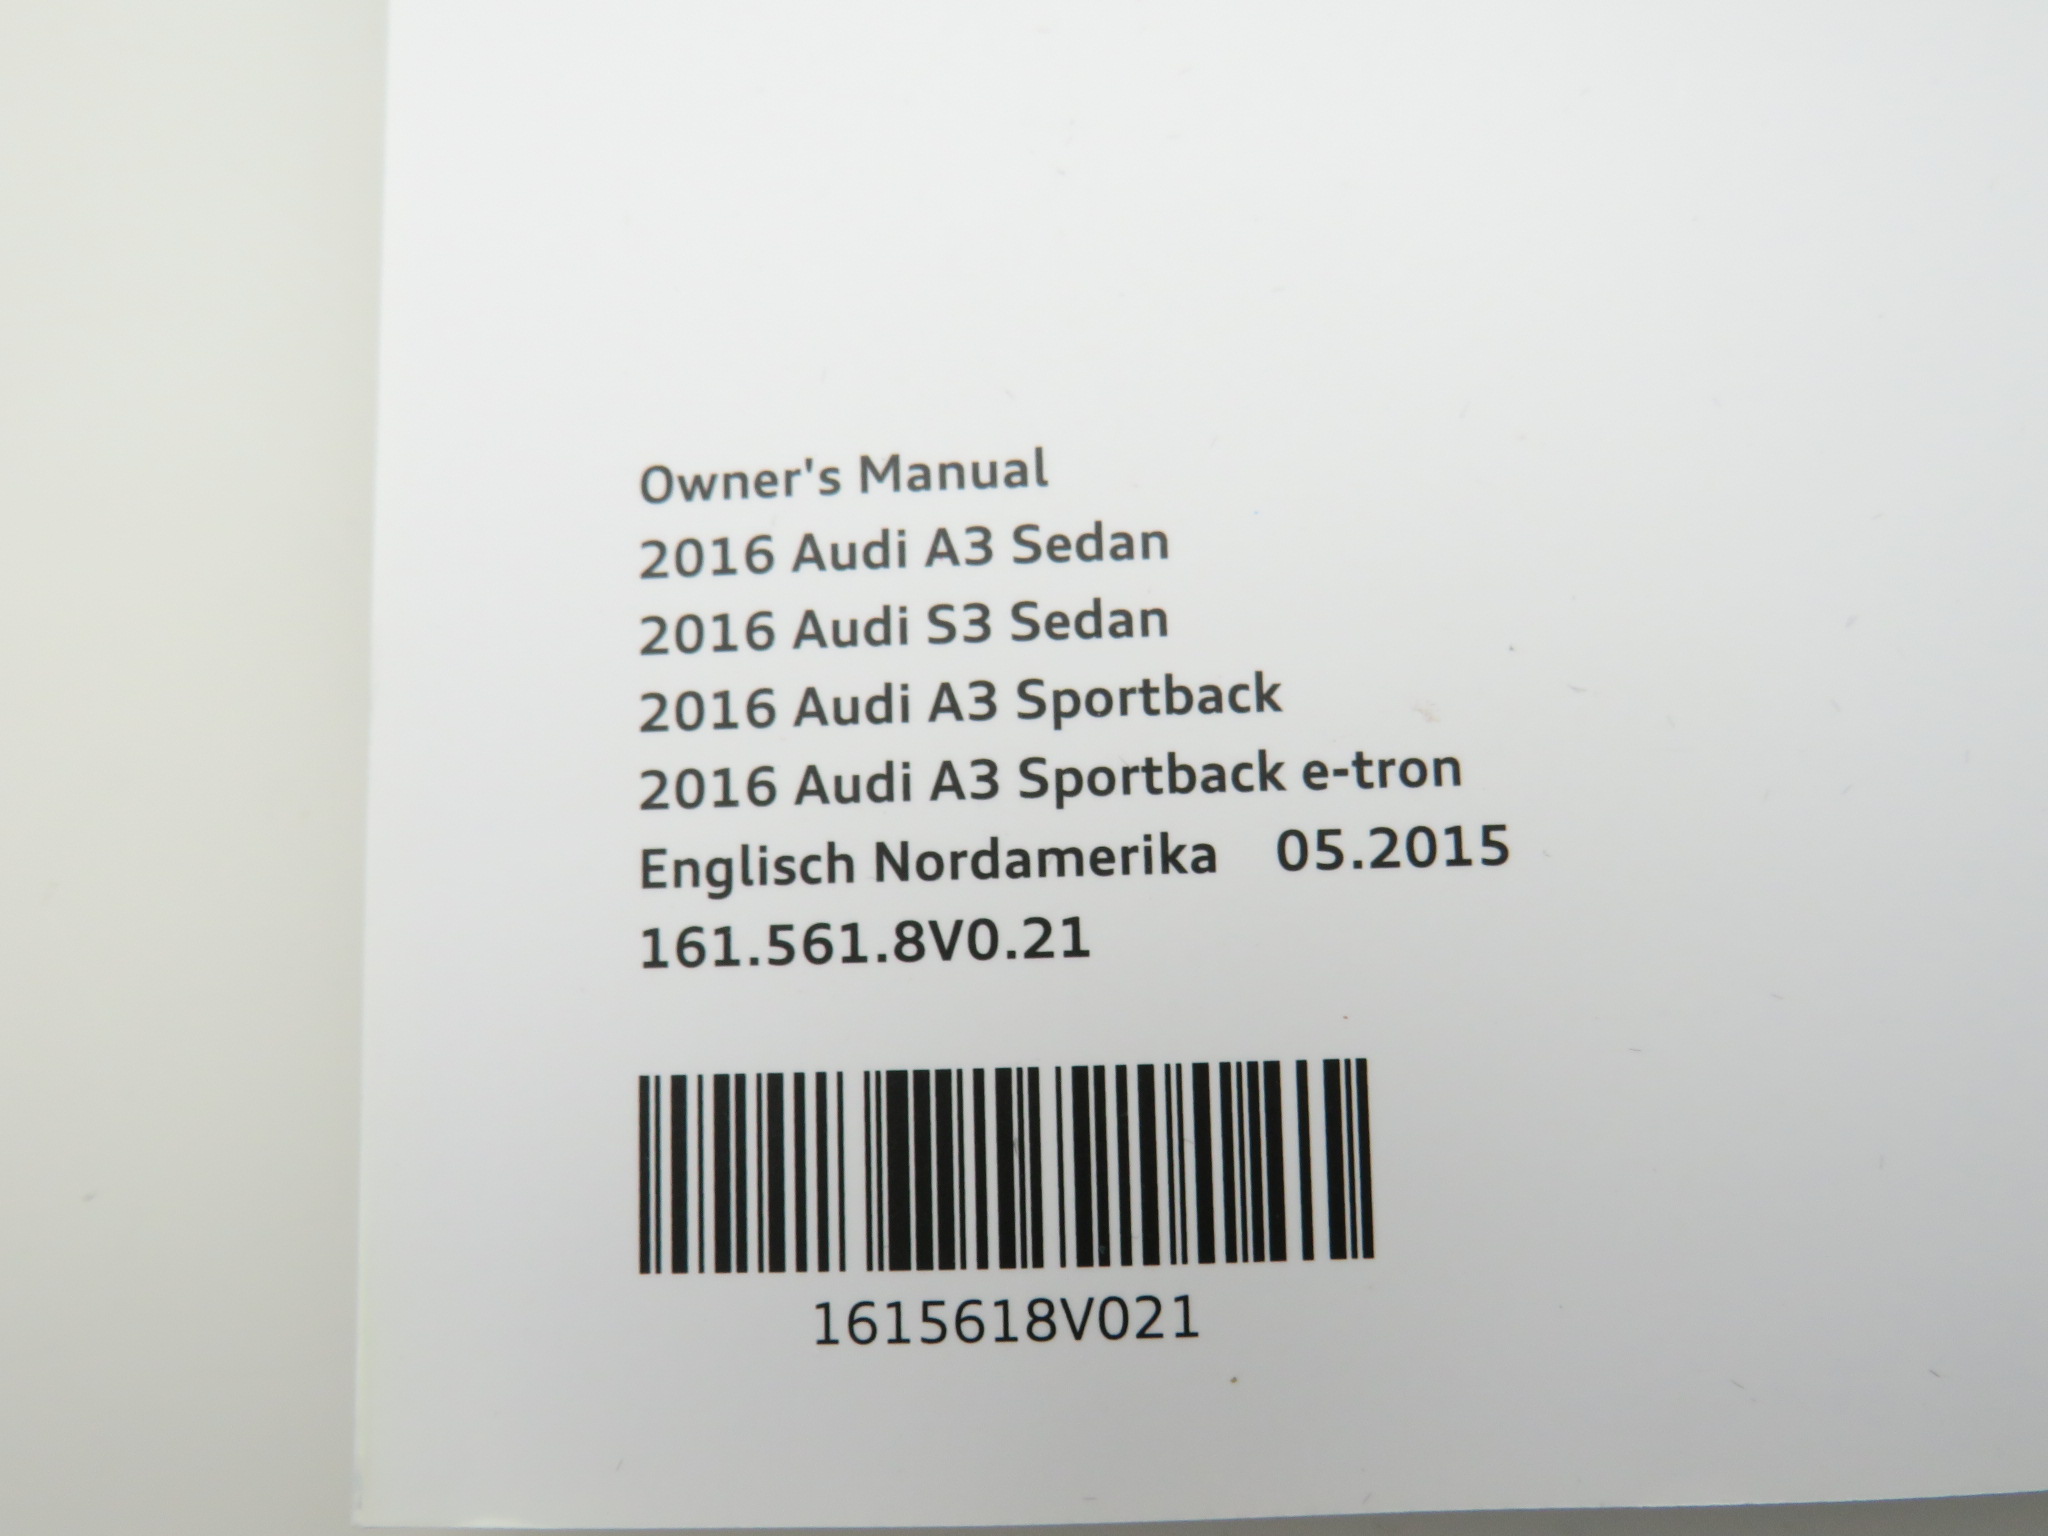 Owner's Manual
2016 Audi A3 Sedan
2016 Audi S3 Sedan
2016 Audi A3 Sportback
2016 Audi A3 Sportback e-tron
Englisch Nordamerika 05.2015
161.561.8V0.21
1615618V021